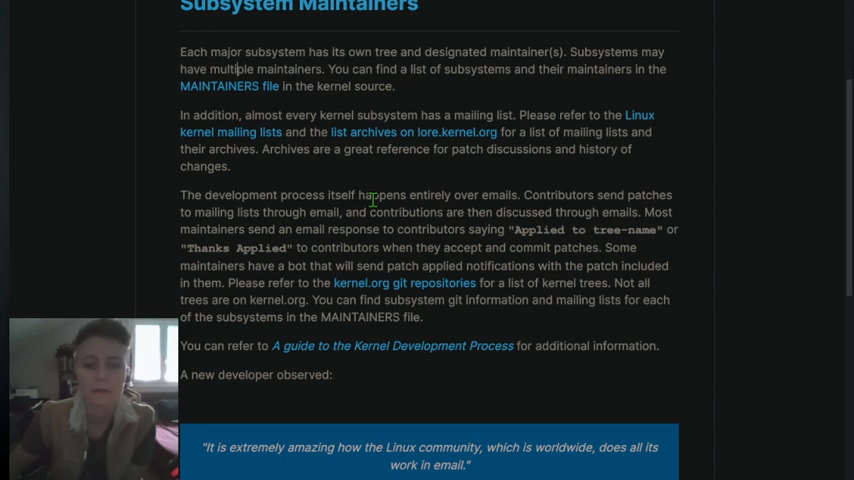 Subsystem Maintainers
Each major subsystem has its own tree and designated maintainer(s). Subsystems may
have multiple maintainers. You can find a list of subsystems and their maintainers in the
MAINTAINERS file in the kernel source.
In addition, almost every kernel subsystem has a mailing list. Please refer to the Linux
kernel mailing lists and the list archives on lore.kernel.org for a list of mailing lists and
their archives. Archives are a great reference for patch discussions and history of
changes.
The development process itself happens entirely over emails. Contributors send patches
to mailing lists through email, and contributions are then discussed through emails. Most
maintainers send an email response to contributors saying "Applied to tree-name" or
"Thanks Applied" to contributors when they accept and commit patches. Some
maintainers have a bot that will send patch applied notifications with the patch included
in them. Please refer to the kernel.org git repositories for a list of kernel trees. Not all
trees are on kernel.org. You can find subsystem git information and mailing lists for each
of the subsystems in the MAINTAINERS file.
You can refer to A guide to the Kernel Development Process for additional information.
A new developer observed:
"It is extremely amazing how the Linux community, which is worldwide, does all its
work in email."